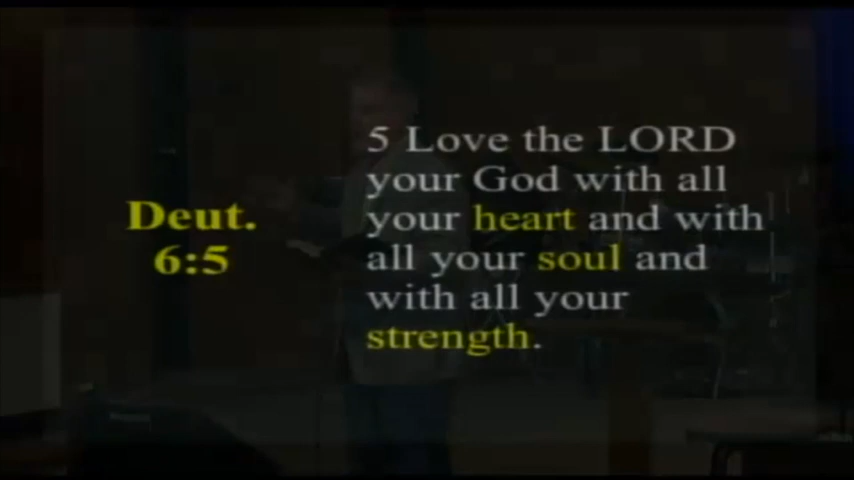 Deut.
6:5
5 Love the LORD
your God with all
your heart and with
all your soul and
with all your
strength.